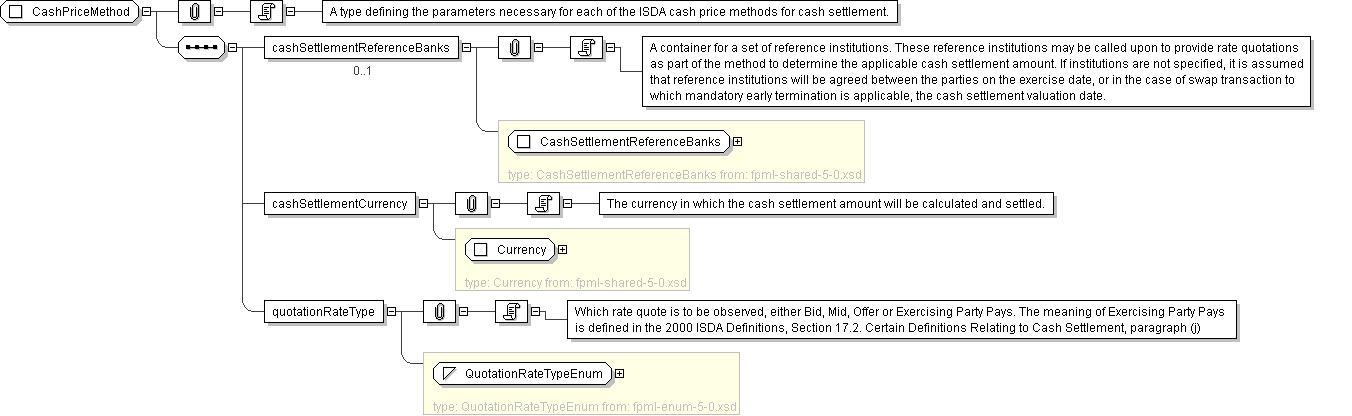 CashPriceMethod
A type defining the parameters necessary for each of the ISDA cash price methods for cash settlement.
cashSettlementReferenceBanks
0..1
A container for a set of reference institutions. These reference institutions may be called upon to provide rate quotations
as part of the method to determine the applicable cash settlement amount. If institutions are not specified, it is assumed
that reference institutions will be agreed between the parties on the exercise date, or in the case of swap transaction to
which mandatory early termination is applicable, the cash settlement valuation date.
CashSettlementReferenceBanks
type: CashSettlementReferenceBanks from: fpml-shared-5-0.xsd
cashSettlementCurrency
The currency in which the cash settlement amount will be calculated and settled.
Currency
type: Currency from: fpml-shared-5-0.xsd
quotationRateType
Which rate quote is to be observed, either Bid, Mid, Offer or Exercising Party Pays. The meaning of Exercising Party Pays
is defined in the 2000 ISDA Definitions, Section 17.2. Certain Definitions Relating to Cash Settlement, paragraph (j)
QuotationRateTypeEnum
type: QuotationRateTypeEnum from: fpml-enum-5-0.xsd